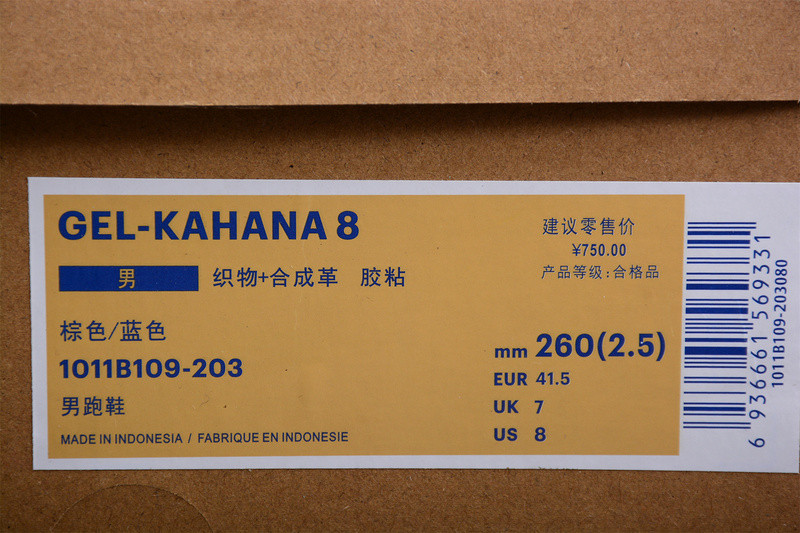 GEL-KAHANA 8
建议零售价
¥750.00
产品等级:合格品
男
织物+合成革 胶粘
棕色/蓝色
1011B109-203
男跑鞋
MADE IN INDONESIA / FABRIQUE EN INDONESIE
mm 260(2.5)
EUR 41.5
UK 7
US 8
6 936661 569331
1011B109-203080